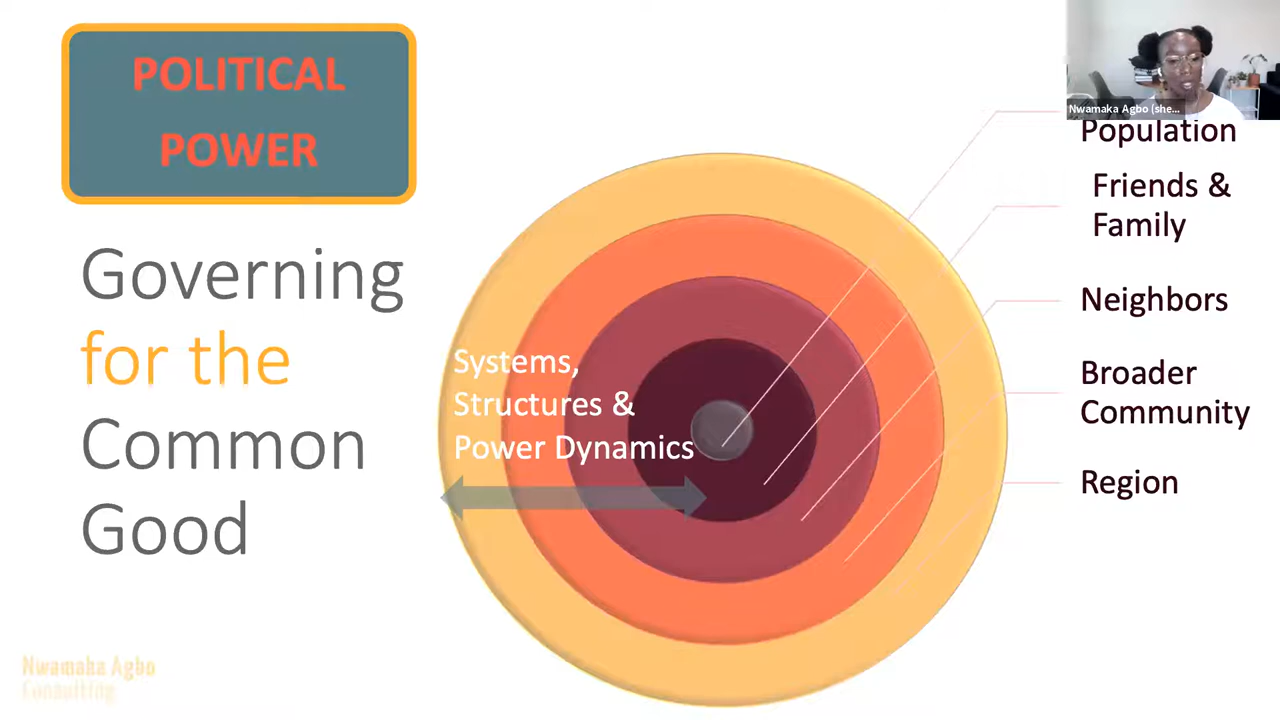 POLITICAL
POWER
Governing
for the
Common
Good
Systems,
Structures &
Power Dynamics
Nwamaka Agbo (she...
Population
Friends &
Family
Neighbors
Broader
Community
Region
Nwamaka Agbo
Consulting